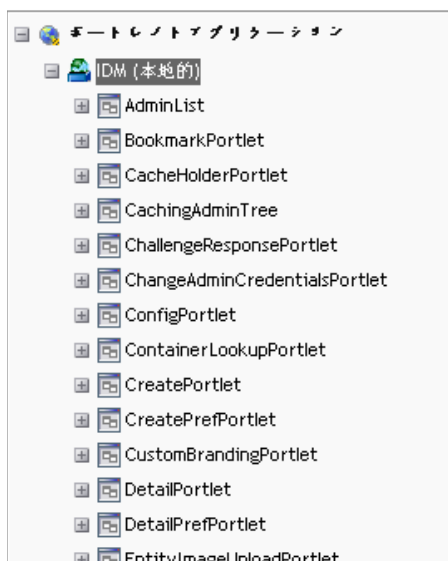 ポートレットアプリケーション
IDM (本地的)
AdminList
BookmarkPortlet
CacheHolderPortlet
CachingAdminTree
ChallengeResponsePortlet
ChangeAdminCredentialsPortlet
ConfigPortlet
ContainerLookupPortlet
CreatePortlet
CreatePrefPortlet
CustomBrandingPortlet
DetailPortlet
DetailPrefPortlet
EntityImageUploadPortlet